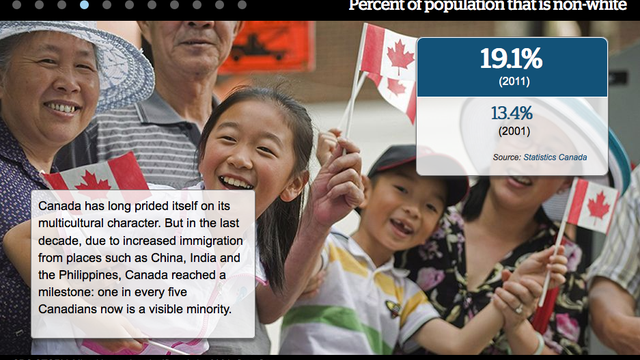 Percent of population that is non-white
19.1%
(2011)
13.4%
(2001)
Source: Statistics Canada
Canada has long prided itself on its
multicultural character. But in the last
decade, due to increased immigration
from places such as China, India and
the Philippines, Canada reached a
milestone: one in every five
Canadians now is a visible minority.